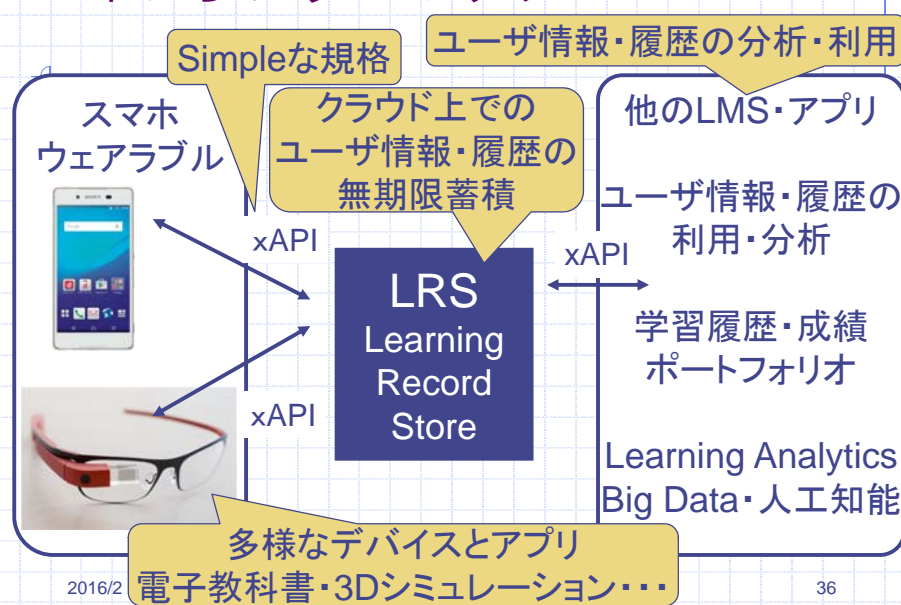 Simpleな規格
ユーザ情報・履歴の分析・利用
スマホ
ウェアラブル
クラウド上での
ユーザ情報・履歴の
無期限蓄積
他のLMS・アプリ
ユーザ情報・履歴の
利用・分析
xAPI
xAPI
LRS
Learning
Record
Store
学習履歴・成績
ポートフォリオ
xAPI
Learning Analytics
Big Data・人工知能
多様なデバイスとアプリ
電子教科書・3Dシミュレーション・・・
2016/2
36